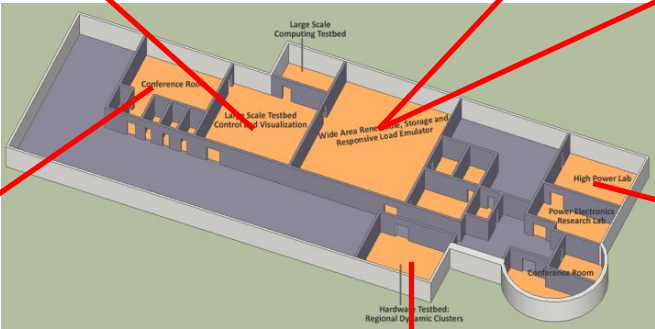 Large Scale
Computing Testbed
Conference Room
Large Scale Testbed
Control and Visualization
Wide Area Renewable, Storage and
Responsive Load Emulator
High Power Lab
Power Electronics
Research Lab
Conference Room
Hardware Testbed:
Regional Dynamic Clusters